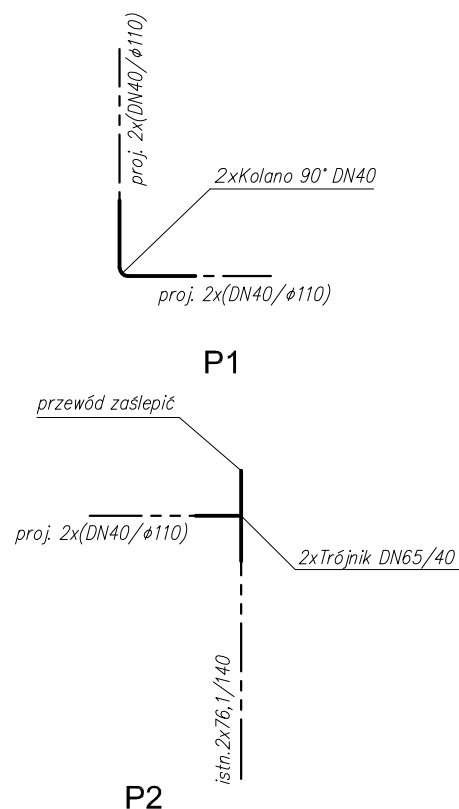 proj. 2x(DN40/ϕ110)
2xKolano 90° DN40
proj. 2x(DN40/ϕ110)
P1
przewód zaślepić
proj. 2x(DN40/ϕ110)
2xTrójnik DN65/40
istn.2x76,1/140
P2